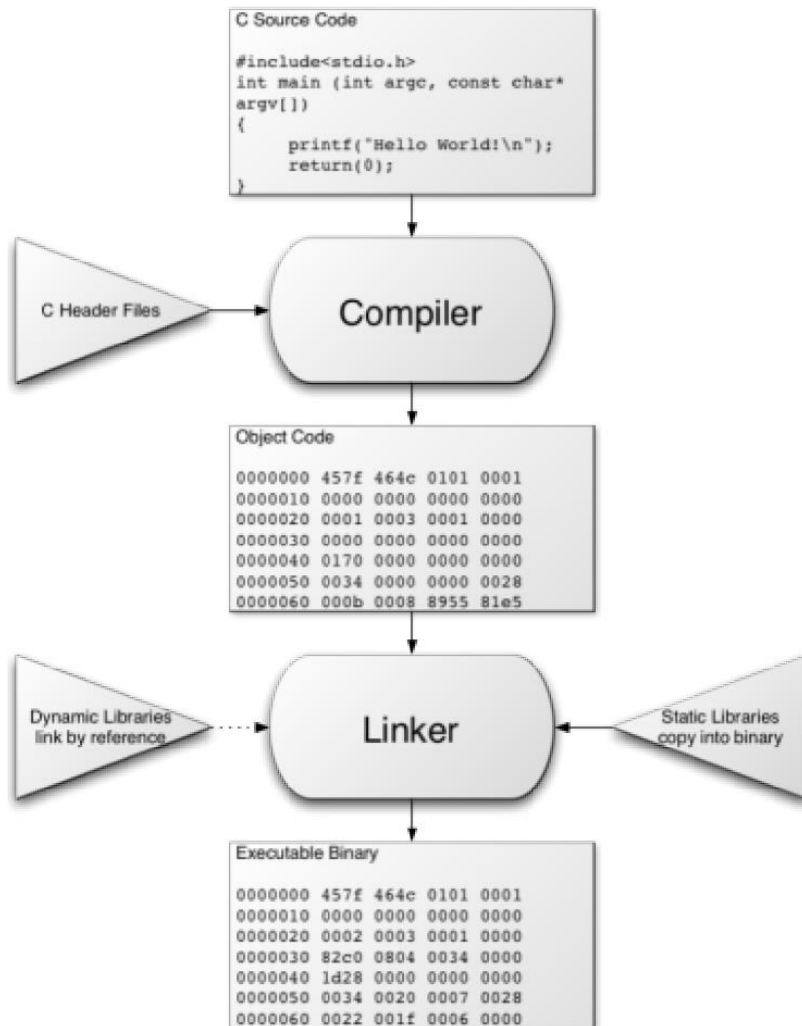 C Source Code
#include<stdio.h>
int main (int argc, const char*
argv[])
{
printf("Hello World!\n");
return(0);
}
C Header Files
Compiler
Object Code
0000000 457f 464c 0101 0001
0000010 0000 0000 0000 0000
0000020 0001 0003 0001 0000
0000030 0000 0000 0000 0000
0000040 0170 0000 0000 0000
0000050 0034 0000 0000 0028
0000060 000b 0008 8955 81e5
Dynamic Libraries
link by reference
Linker
Static Libraries
copy into binary
Executable Binary
0000000 457f 464c 0101 0001
0000010 0000 0000 0000 0000
0000020 0002 0003 0001 0000
0000030 82c0 0804 0034 0000
0000040 1d28 0000 0000 0000
0000050 0034 0020 0007 0028
0000060 0022 001f 0006 0000